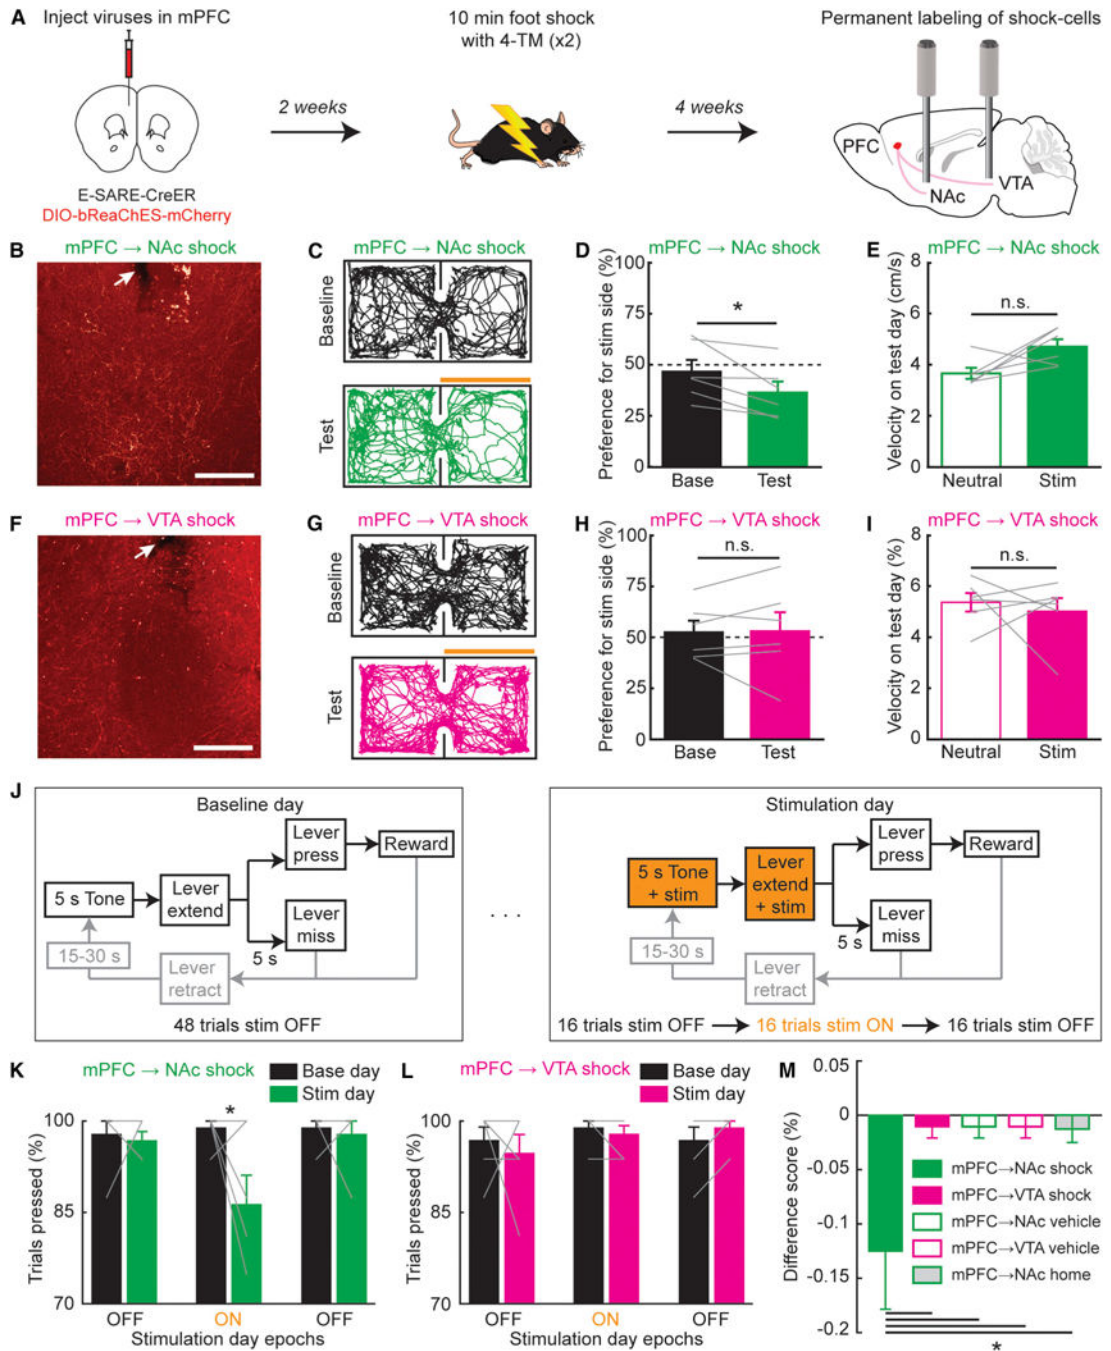 A
Inject viruses in mPFC
E-SARE-CreER
DIO-bReaChES-mCherry
2 weeks
10 min foot shock
with 4-TM (x2)
4 weeks
Permanent labeling of shock-cells
PFC
NAc
VTA
B
mPFC → NAc shock
C
mPFC → NAc shock
Baseline
Test
D
mPFC → NAc shock
Preference for stim side (%)
100
75
50
25
0
*
Base
Test
E
mPFC → NAc shock
Velocity on test day (cm/s)
8
6
4
2
0
n.s.
Neutral
Stim
F
mPFC → VTA shock
G
mPFC → VTA shock
Baseline
Test
H
mPFC → VTA shock
Preference for stim side (%)
100
75
50
25
0
n.s.
Base
Test
I
mPFC → VTA shock
Velocity on test day (%)
8
6
4
2
0
n.s.
Neutral
Stim
J
Baseline day
5 s Tone
Lever
extend
Lever
press
Reward
Lever
miss
5 s
15-30 s
Lever
retract
48 trials stim OFF
. . .
Stimulation day
5 s Tone
+ stim
Lever
extend
+ stim
Lever
press
Reward
Lever
miss
5 s
15-30 s
Lever
retract
16 trials stim OFF → 16 trials stim ON → 16 trials stim OFF
K
mPFC → NAc shock
Base day
Stim day
Trials pressed (%)
100
85
70
*
OFF
ON
OFF
Stimulation day epochs
L
mPFC → VTA shock
Base day
Stim day
Trials pressed (%)
100
85
70
OFF
ON
OFF
Stimulation day epochs
M
Difference score (%)
0.05
0
-0.05
-0.1
-0.15
-0.2
mPFC→NAc shock
mPFC→VTA shock
mPFC→NAc vehicle
mPFC→VTA vehicle
mPFC→NAc home
*